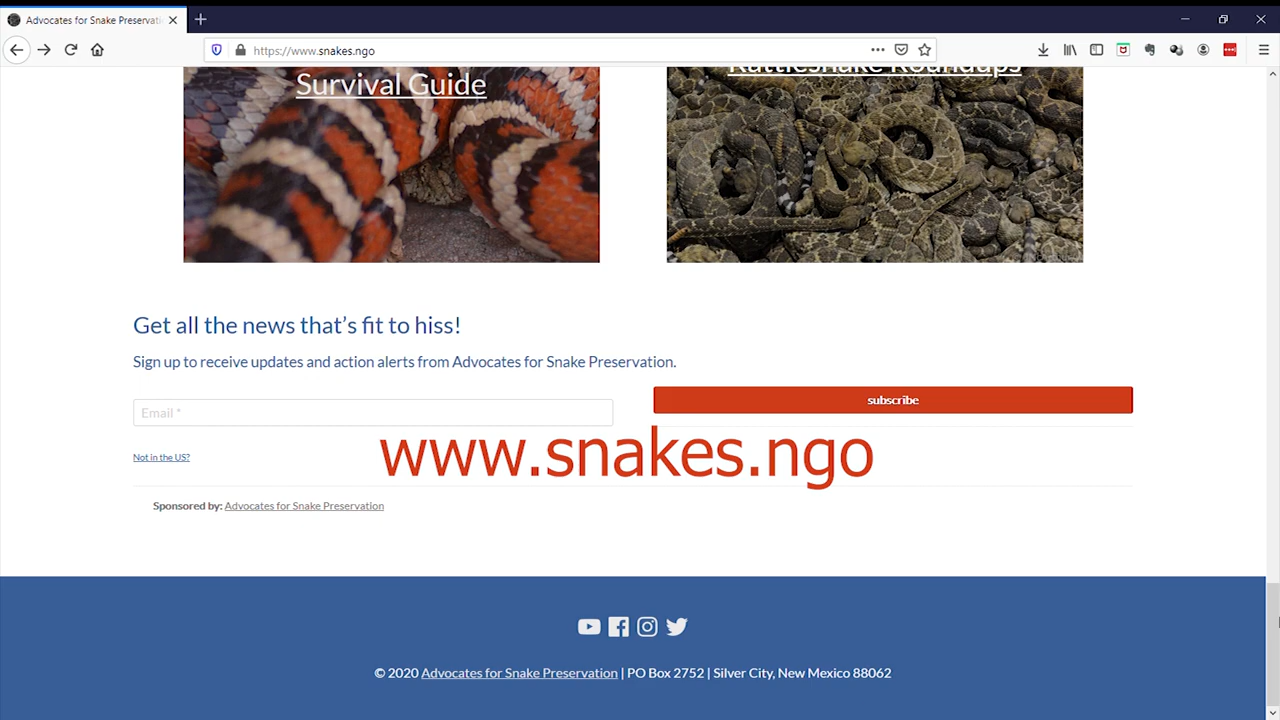 Advocates for Snake Preservati
https://www.snakes.ngo
Survival Guide
Rattlesnake Roundups
Get all the news that's fit to hiss!
Sign up to receive updates and action alerts from Advocates for Snake Preservation.
Email *
subscribe
www.snakes.ngo
Not in the US?
Sponsored by: Advocates for Snake Preservation
© 2020 Advocates for Snake Preservation | PO Box 2752 | Silver City, New Mexico 88062